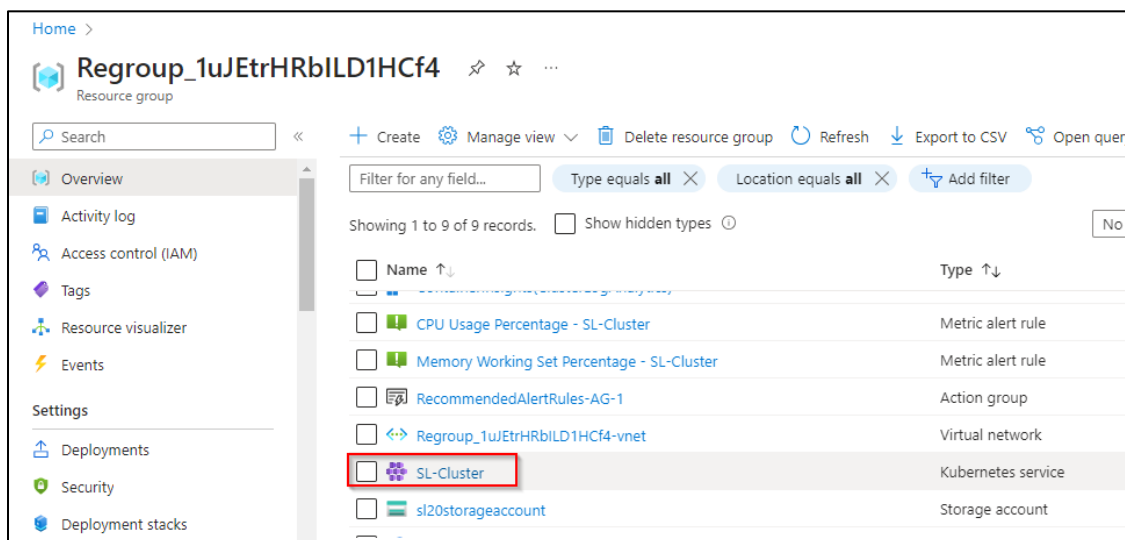 Home >
Regroup_1uJEtrHRbILD1HCf4
Resource group
Search
Create Manage view Delete resource group Refresh Export to CSV Open quer
Overview
Filter for any field... Type equals all Location equals all Add filter
Activity log
Showing 1 to 9 of 9 records. Show hidden types
No
Access control (IAM)
Name Type
Tags
CPU Usage Percentage - SL-Cluster Metric alert rule
Resource visualizer
Memory Working Set Percentage - SL-Cluster Metric alert rule
Events
RecommendedAlertRules-AG-1 Action group
Settings
Regroup_1uJEtrHRbILD1HCf4-vnet Virtual network
Deployments
SL-Cluster Kubernetes service
Security
sl20storageaccount Storage account
Deployment stacks